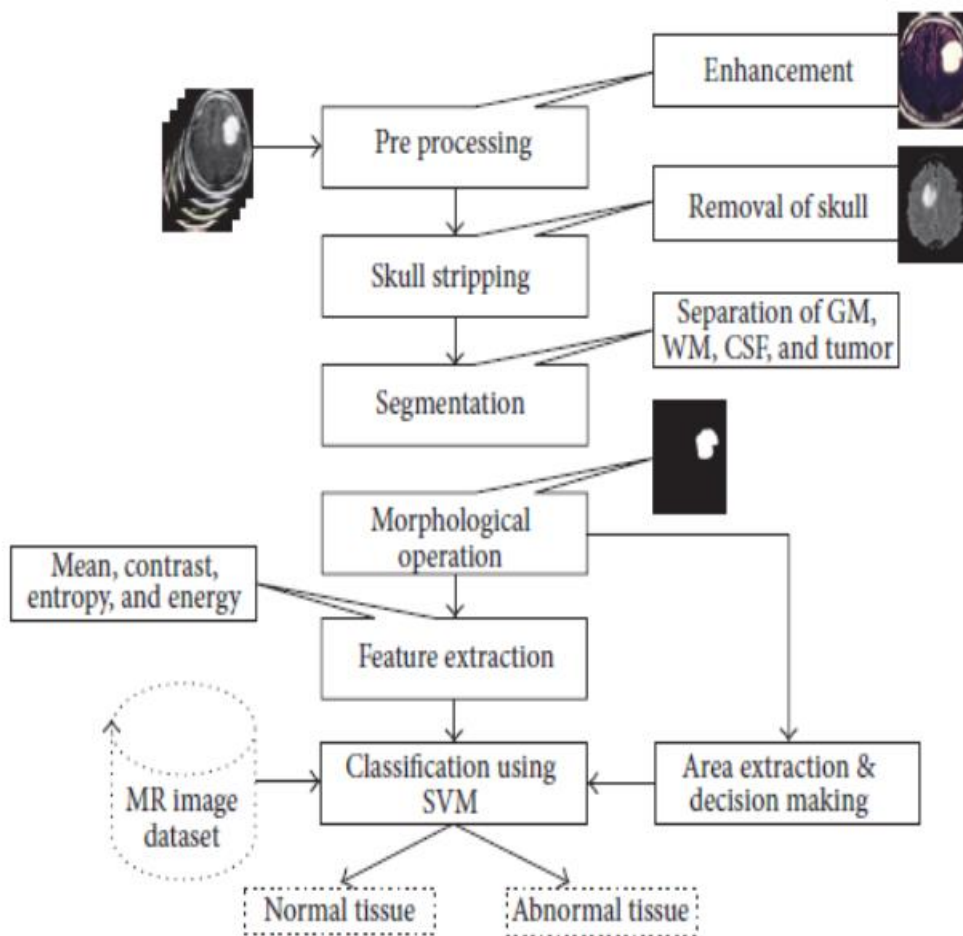 Enhancement
Pre processing
Removal of skull
Skull stripping
Separation of GM,
WM, CSF, and tumor
Segmentation
Morphological
operation
Mean, contrast,
entropy, and energy
Feature extraction
MR image
dataset
Classification using
SVM
Area extraction &
decision making
Normal tissue
Abnormal tissue